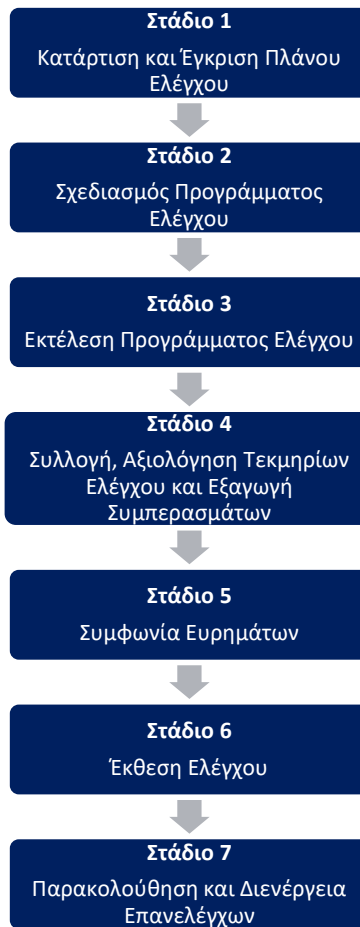 Στάδιο 1
Κατάρτιση και Έγκριση Πλάνου
Ελέγχου
Στάδιο 2
Σχεδιασμός Προγράμματος
Ελέγχου
Στάδιο 3
Εκτέλεση Προγράμματος Ελέγχου
Στάδιο 4
Συλλογή, Αξιολόγηση Τεκμηρίων
Ελέγχου και Εξαγωγή
Συμπερασμάτων
Στάδιο 5
Συμφωνία Ευρημάτων
Στάδιο 6
Έκθεση Ελέγχου
Στάδιο 7
Παρακολούθηση και Διενέργεια
Επανελέγχων